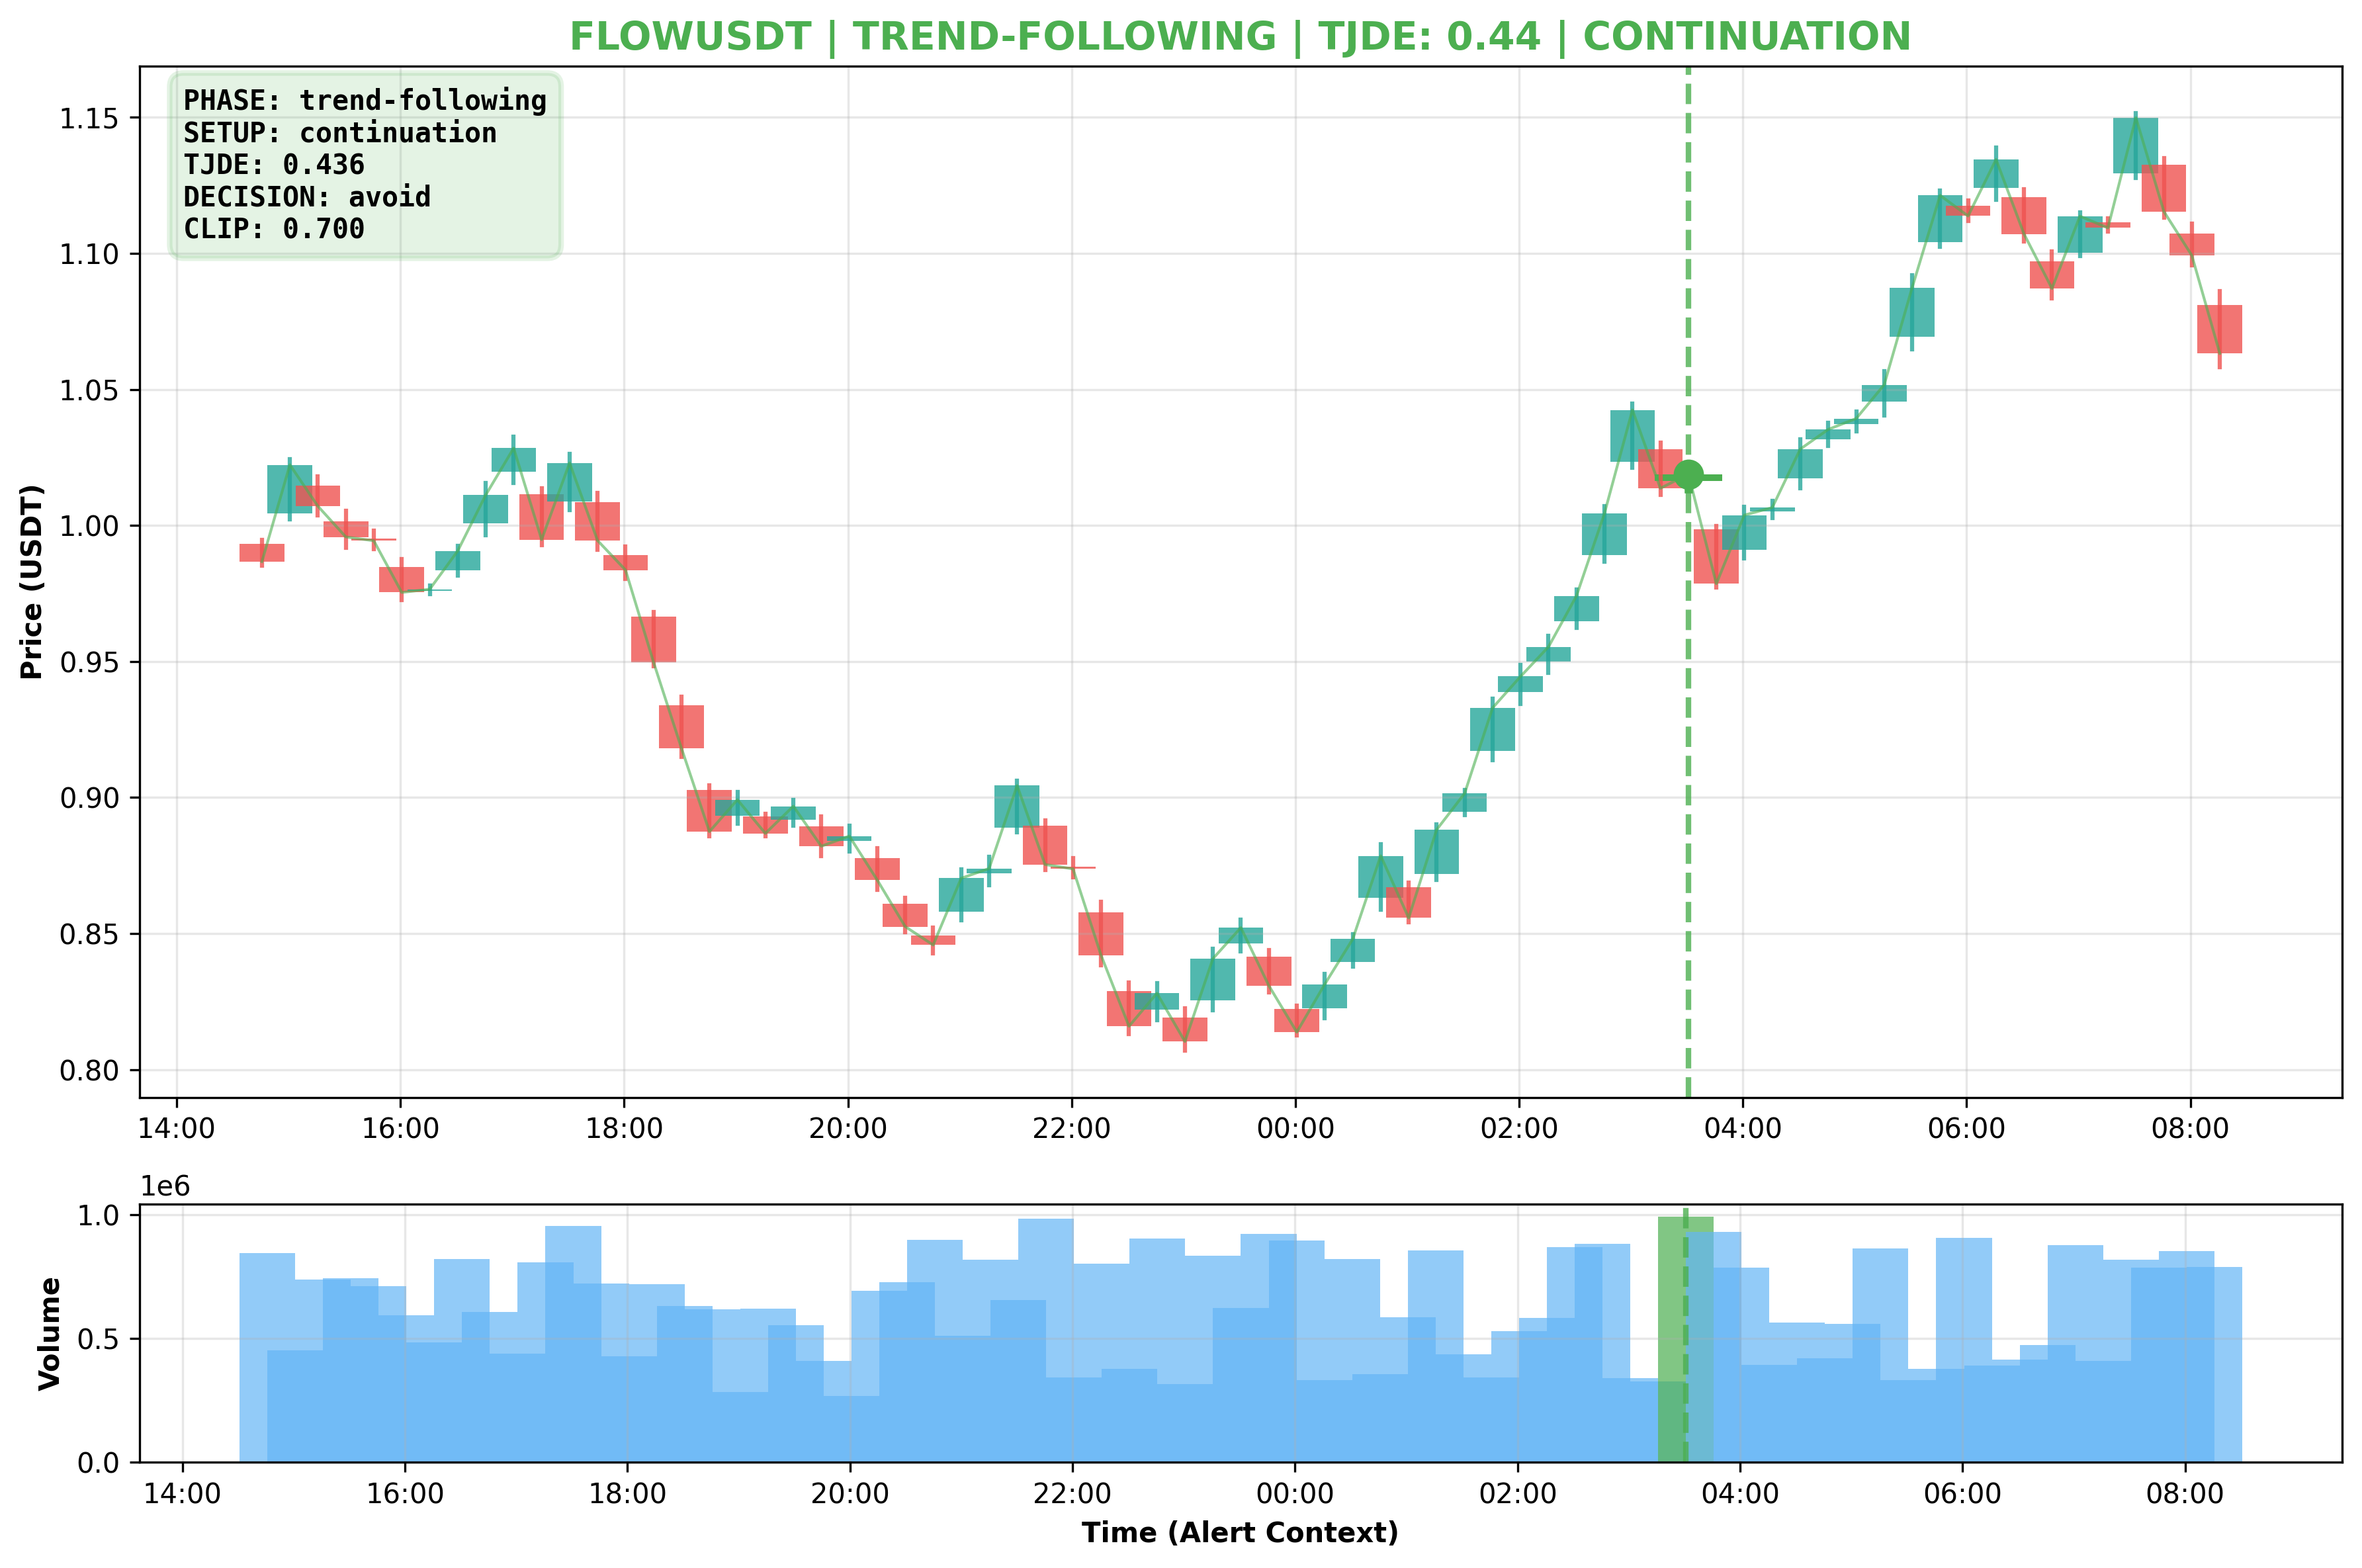 FLOWUSDT | TREND-FOLLOWING | TJDE: 0.44 | CONTINUATION
PHASE: trend-following
SETUP: continuation
TJDE: 0.436
DECISION: avoid
CLIP: 0.700
Price (USDT)
1.15
1.10
1.05
1.00
0.95
0.90
0.85
0.80
14:00 16:00 18:00 20:00 22:00 00:00 02:00 04:00 06:00 08:00
1e6
Volume
1.0
0.5
0.0
14:00 16:00 18:00 20:00 22:00 00:00 02:00 04:00 06:00 08:00
Time (Alert Context)